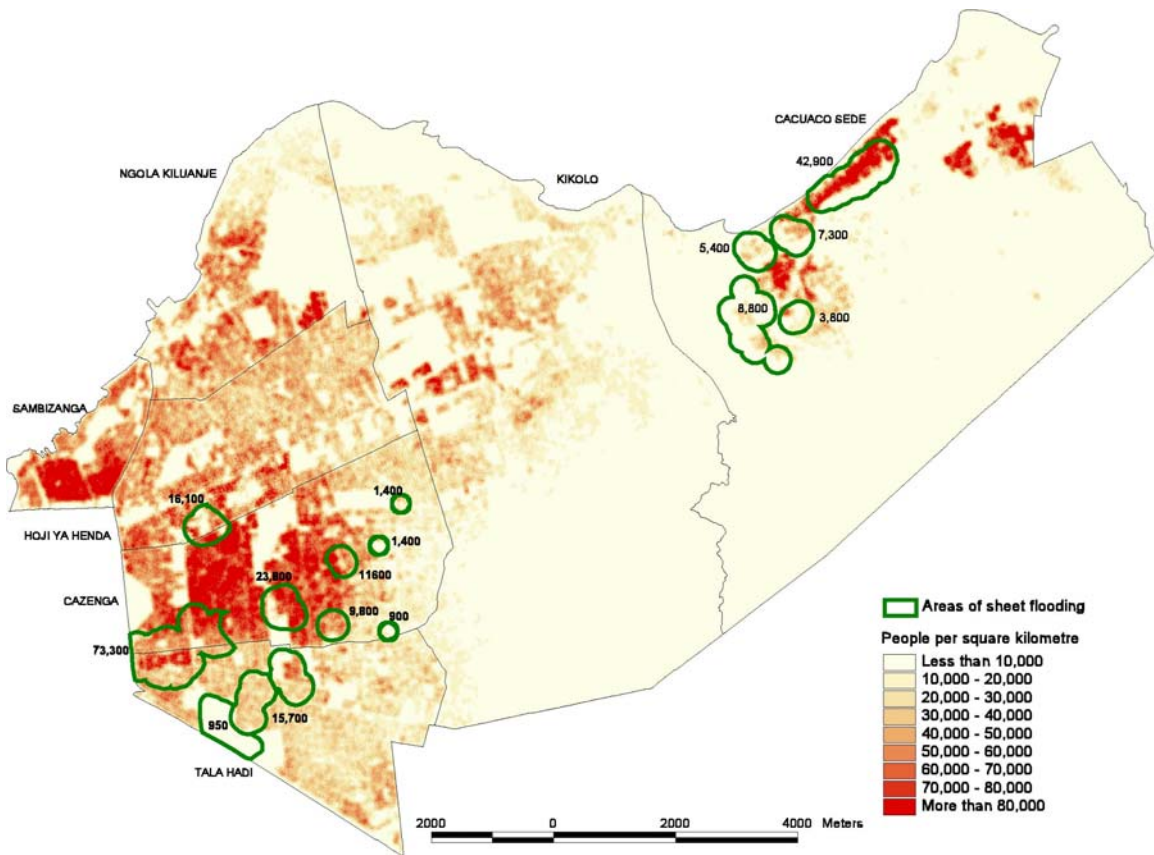 CACUACO SEDE
42,900
NGOLA KILUANJE
KIKOLO
7,300
5,400
8,800
3,800
SAMBIZANGA
16,100
1,400
HOJI YA HENDA
1,400
11600
23,800
CAZENGA
9,800
900
73,300
15,700
950
TALA HADI
Areas of sheet flooding
People per square kilometre
Less than 10,000
10,000 - 20,000
20,000 - 30,000
30,000 - 40,000
40,000 - 50,000
50,000 - 60,000
60,000 - 70,000
70,000 - 80,000
More than 80,000
2000 0 2000 4000 Meters